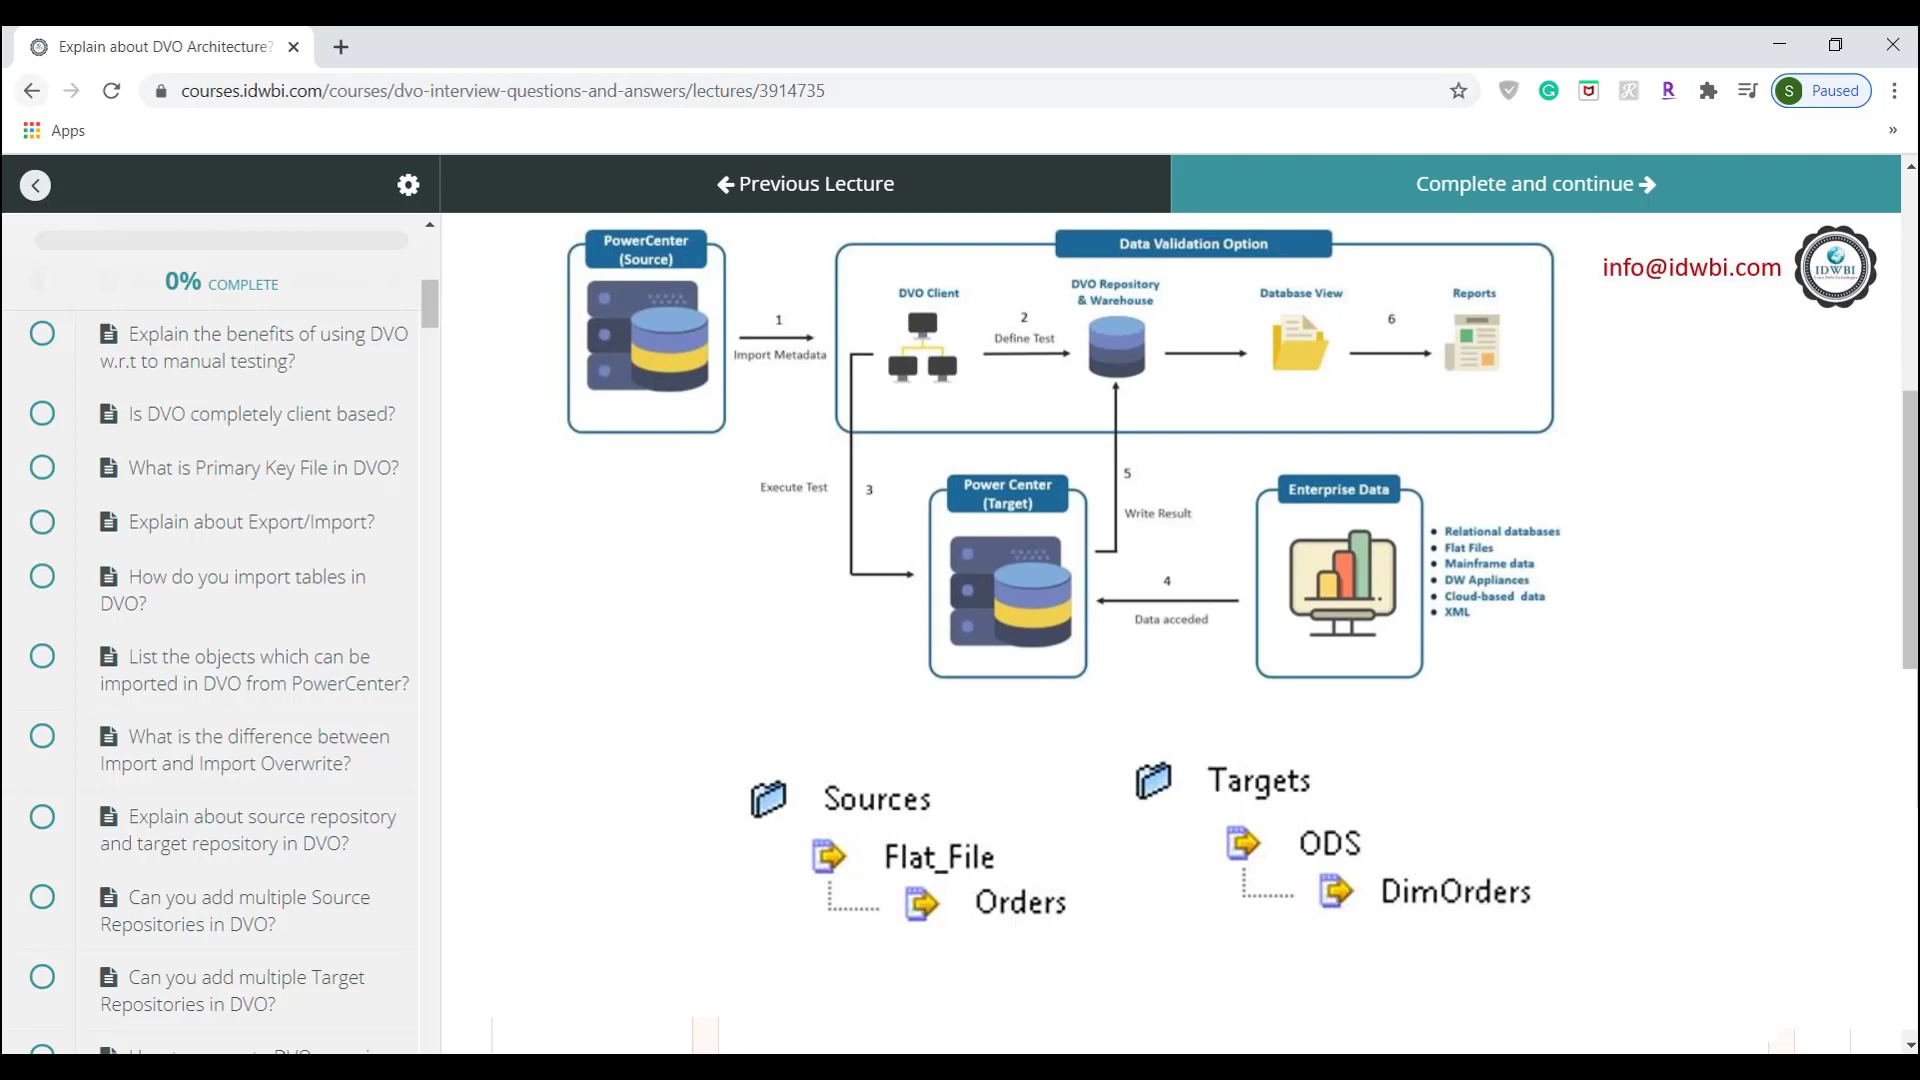 Explain about DVO Architecture?
courses.idwbi.com/courses/dvo-interview-questions-and-answers/lectures/3914735
S Paused
Apps
Previous Lecture
Complete and continue
0% COMPLETE
Explain the benefits of using DVO
w.r.t to manual testing?
Is DVO completely client based?
What is Primary Key File in DVO?
Explain about Export/Import?
How do you import tables in
DVO?
List the objects which can be
imported in DVO from PowerCenter?
What is the difference between
Import and Import Overwrite?
Explain about source repository
and target repository in DVO?
Can you add multiple Source
Repositories in DVO?
Can you add multiple Target
Repositories in DVO?
PowerCenter
(Source)
1
Import Metadata
Data Validation Option
DVO Client
2
Define Test
DVO Repository
& Warehouse
Database View
6
Reports
info@idwbi.com
IDWBI
Execute Test
3
Power Center
(Target)
5
Write Result
4
Data acceded
Enterprise Data
Relational databases
Flat Files
Mainframe data
DW Appliances
Cloud-based data
XML
Sources
Flat_File
Orders
Targets
ODS
DimOrders